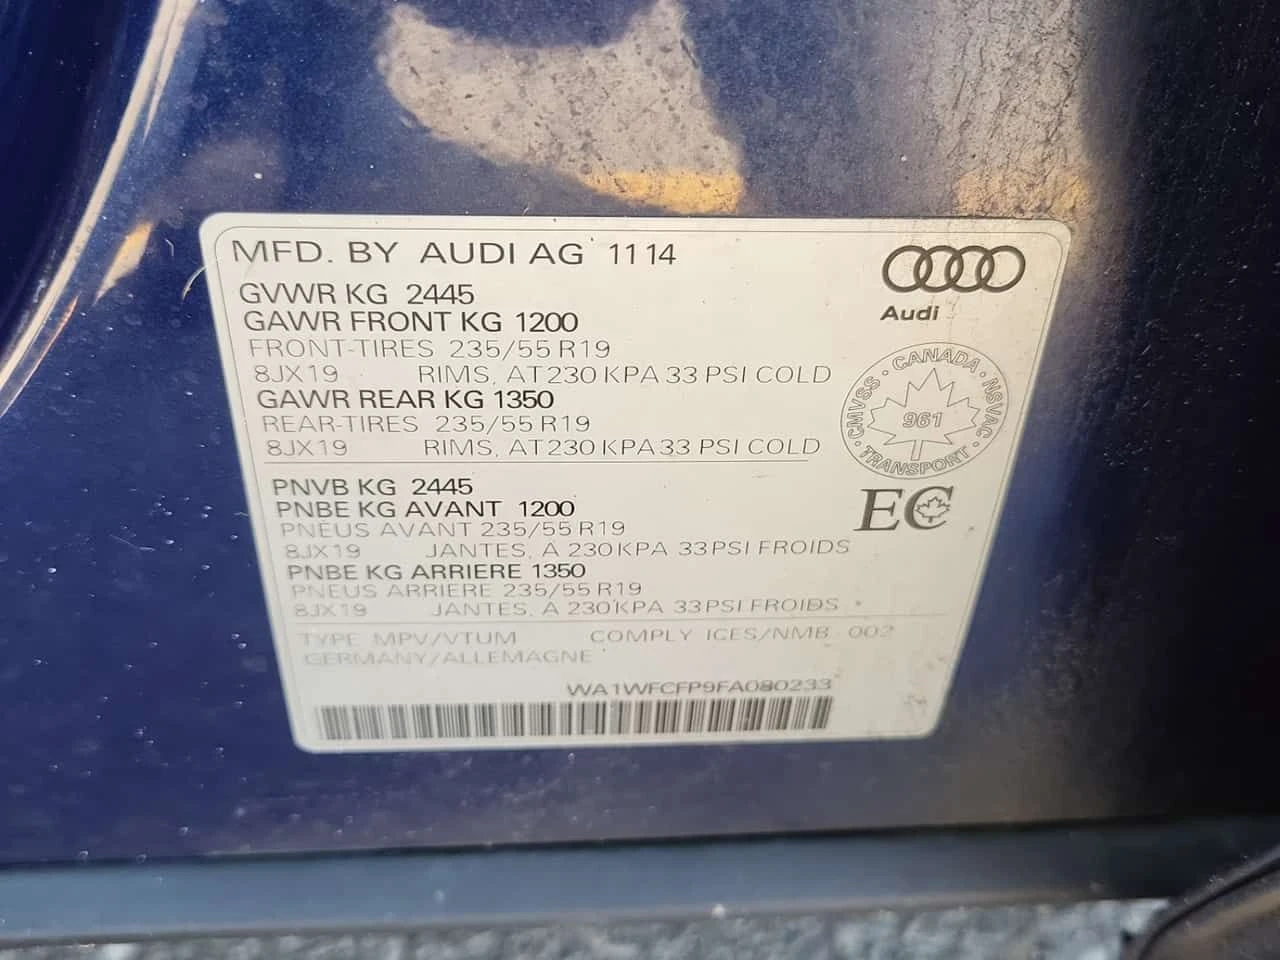 MFD. BY AUDI AG 11 14
GVWR KG 2445
GAWR FRONT KG 1200
FRONT-TIRES 235/55 R19
8JX19 RIMS, AT 230 KPA 33 PSI COLD
GAWR REAR KG 1350
REAR-TIRES 235/55 R19
8JX19 RIMS, AT 230 KPA 33 PSI COLD
Audi
CMVSS · CANADA · NSVAC · TRANSPORT ·
961
PNVB KG 2445
PNBE KG AVANT 1200
PNEUS AVANT 235/55 R19
8JX19 JANTES, A 230 KPA 33 PSI FROIDS
PNBE KG ARRIERE 1350
PNEUS ARRIERE 235/55 R19
8JX19 JANTES, A 230 KPA 33 PSI FROIDS
EC
TYPE MPV/VTUM COMPLY ICES/NMB 002
GERMANY/ALLEMAGNE
WA1WFCFP9FA080233